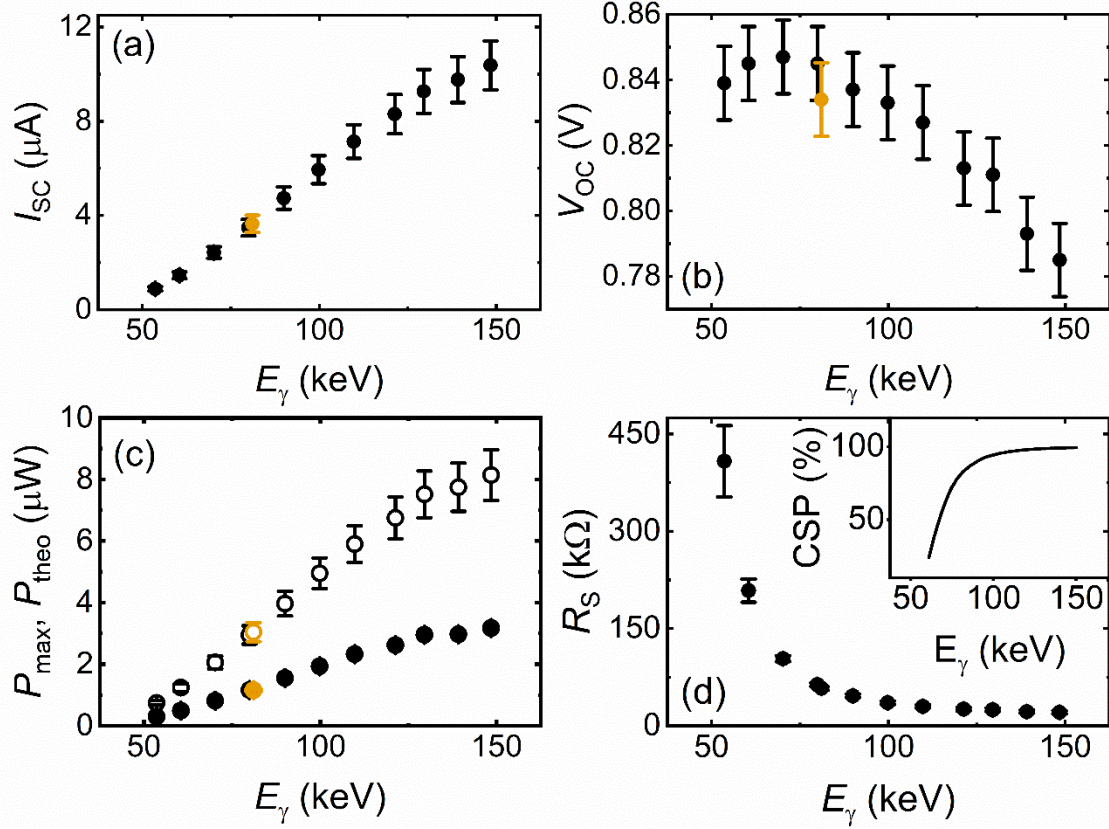 (a)
I_SC (μA)
12
8
4
0
50 100 150
E_γ (keV)
(b)
V_OC (V)
0.86
0.84
0.82
0.80
0.78
50 100 150
E_γ (keV)
(c)
P_max, P_theo (μW)
10
8
6
4
2
0
50 100 150
E_γ (keV)
(d)
R_S (kΩ)
450
300
150
0
50 100 150
E_γ (keV)
CSP (%)
100
50
50 100 150
E_γ (keV)